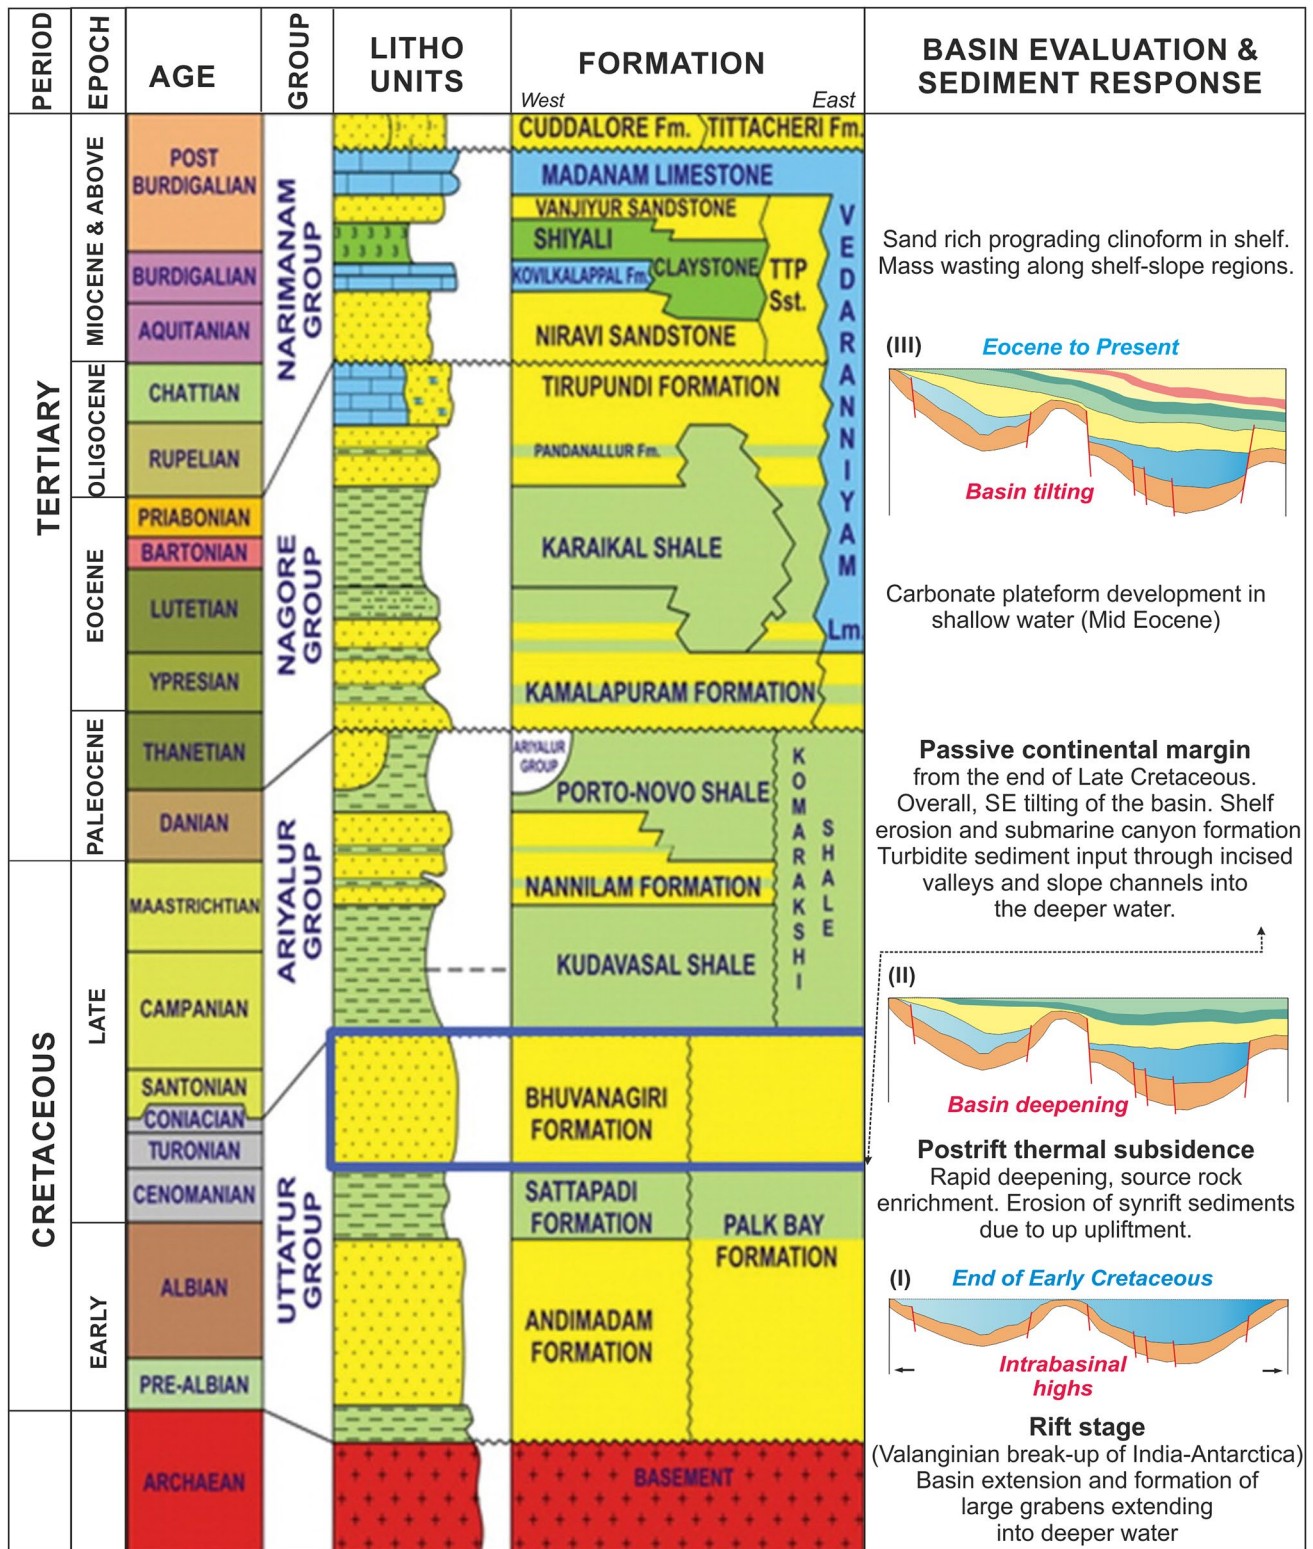 PERIOD
EPOCH
AGE
GROUP
LITHO
UNITS
FORMATION
West
East
BASIN EVALUATION &
SEDIMENT RESPONSE
TERTIARY
CRETACEOUS
MIOCENE & ABOVE
OLIGOCENE
EOCENE
PALEOCENE
LATE
EARLY
POST
BURDIGALIAN
BURDIGALIAN
AQUITANIAN
CHATTIAN
RUPELIAN
PRIABONIAN
BARTONIAN
LUTETIAN
YPRESIAN
THANETIAN
DANIAN
MAASTRICHTIAN
CAMPANIAN
SANTONIAN
CONIACIAN
TURONIAN
CENOMANIAN
ALBIAN
PRE-ALBIAN
ARCHAEAN
NARIMANAM
GROUP
NAGORE
GROUP
ARIYALUR
GROUP
UTTATUR
GROUP
CUDDALORE Fm.
TITTACHERI Fm.
MADANAM LIMESTONE
VANJIYUR SANDSTONE
SHIYALI
CLAYSTONE
KOVILKALAPPAL Fm.
TTP
Sst.
NIRAVI SANDSTONE
VEDARANNIYAM
Lm.
TIRUPUNDI FORMATION
PANDANALLUR Fm.
KARAIKAL SHALE
KAMALAPURAM FORMATION
ARIYALUR
GROUP
PORTO-NOVO SHALE
KOMARAKSHI
SHALE
NANNILAM FORMATION
KUDAVASAL SHALE
BHUVANAGIRI
FORMATION
SATTAPADI
FORMATION
PALK BAY
FORMATION
ANDIMADAM
FORMATION
BASEMENT
Sand rich prograding clinoform in shelf.
Mass wasting along shelf-slope regions.
(III)
Eocene to Present
Basin tilting
Carbonate plateform development in
shallow water (Mid Eocene)
Passive continental margin
from the end of Late Cretaceous.
Overall, SE tilting of the basin. Shelf
erosion and submarine canyon formation
Turbidite sediment input through incised
valleys and slope channels into
the deeper water.
(II)
Basin deepening
Postrift thermal subsidence
Rapid deepening, source rock
enrichment. Erosion of synrift sediments
due to up upliftment.
(I)
End of Early Cretaceous
Intrabasinal
highs
Rift stage
(Valanginian break-up of India-Antarctica)
Basin extension and formation of
large grabens extending
into deeper water